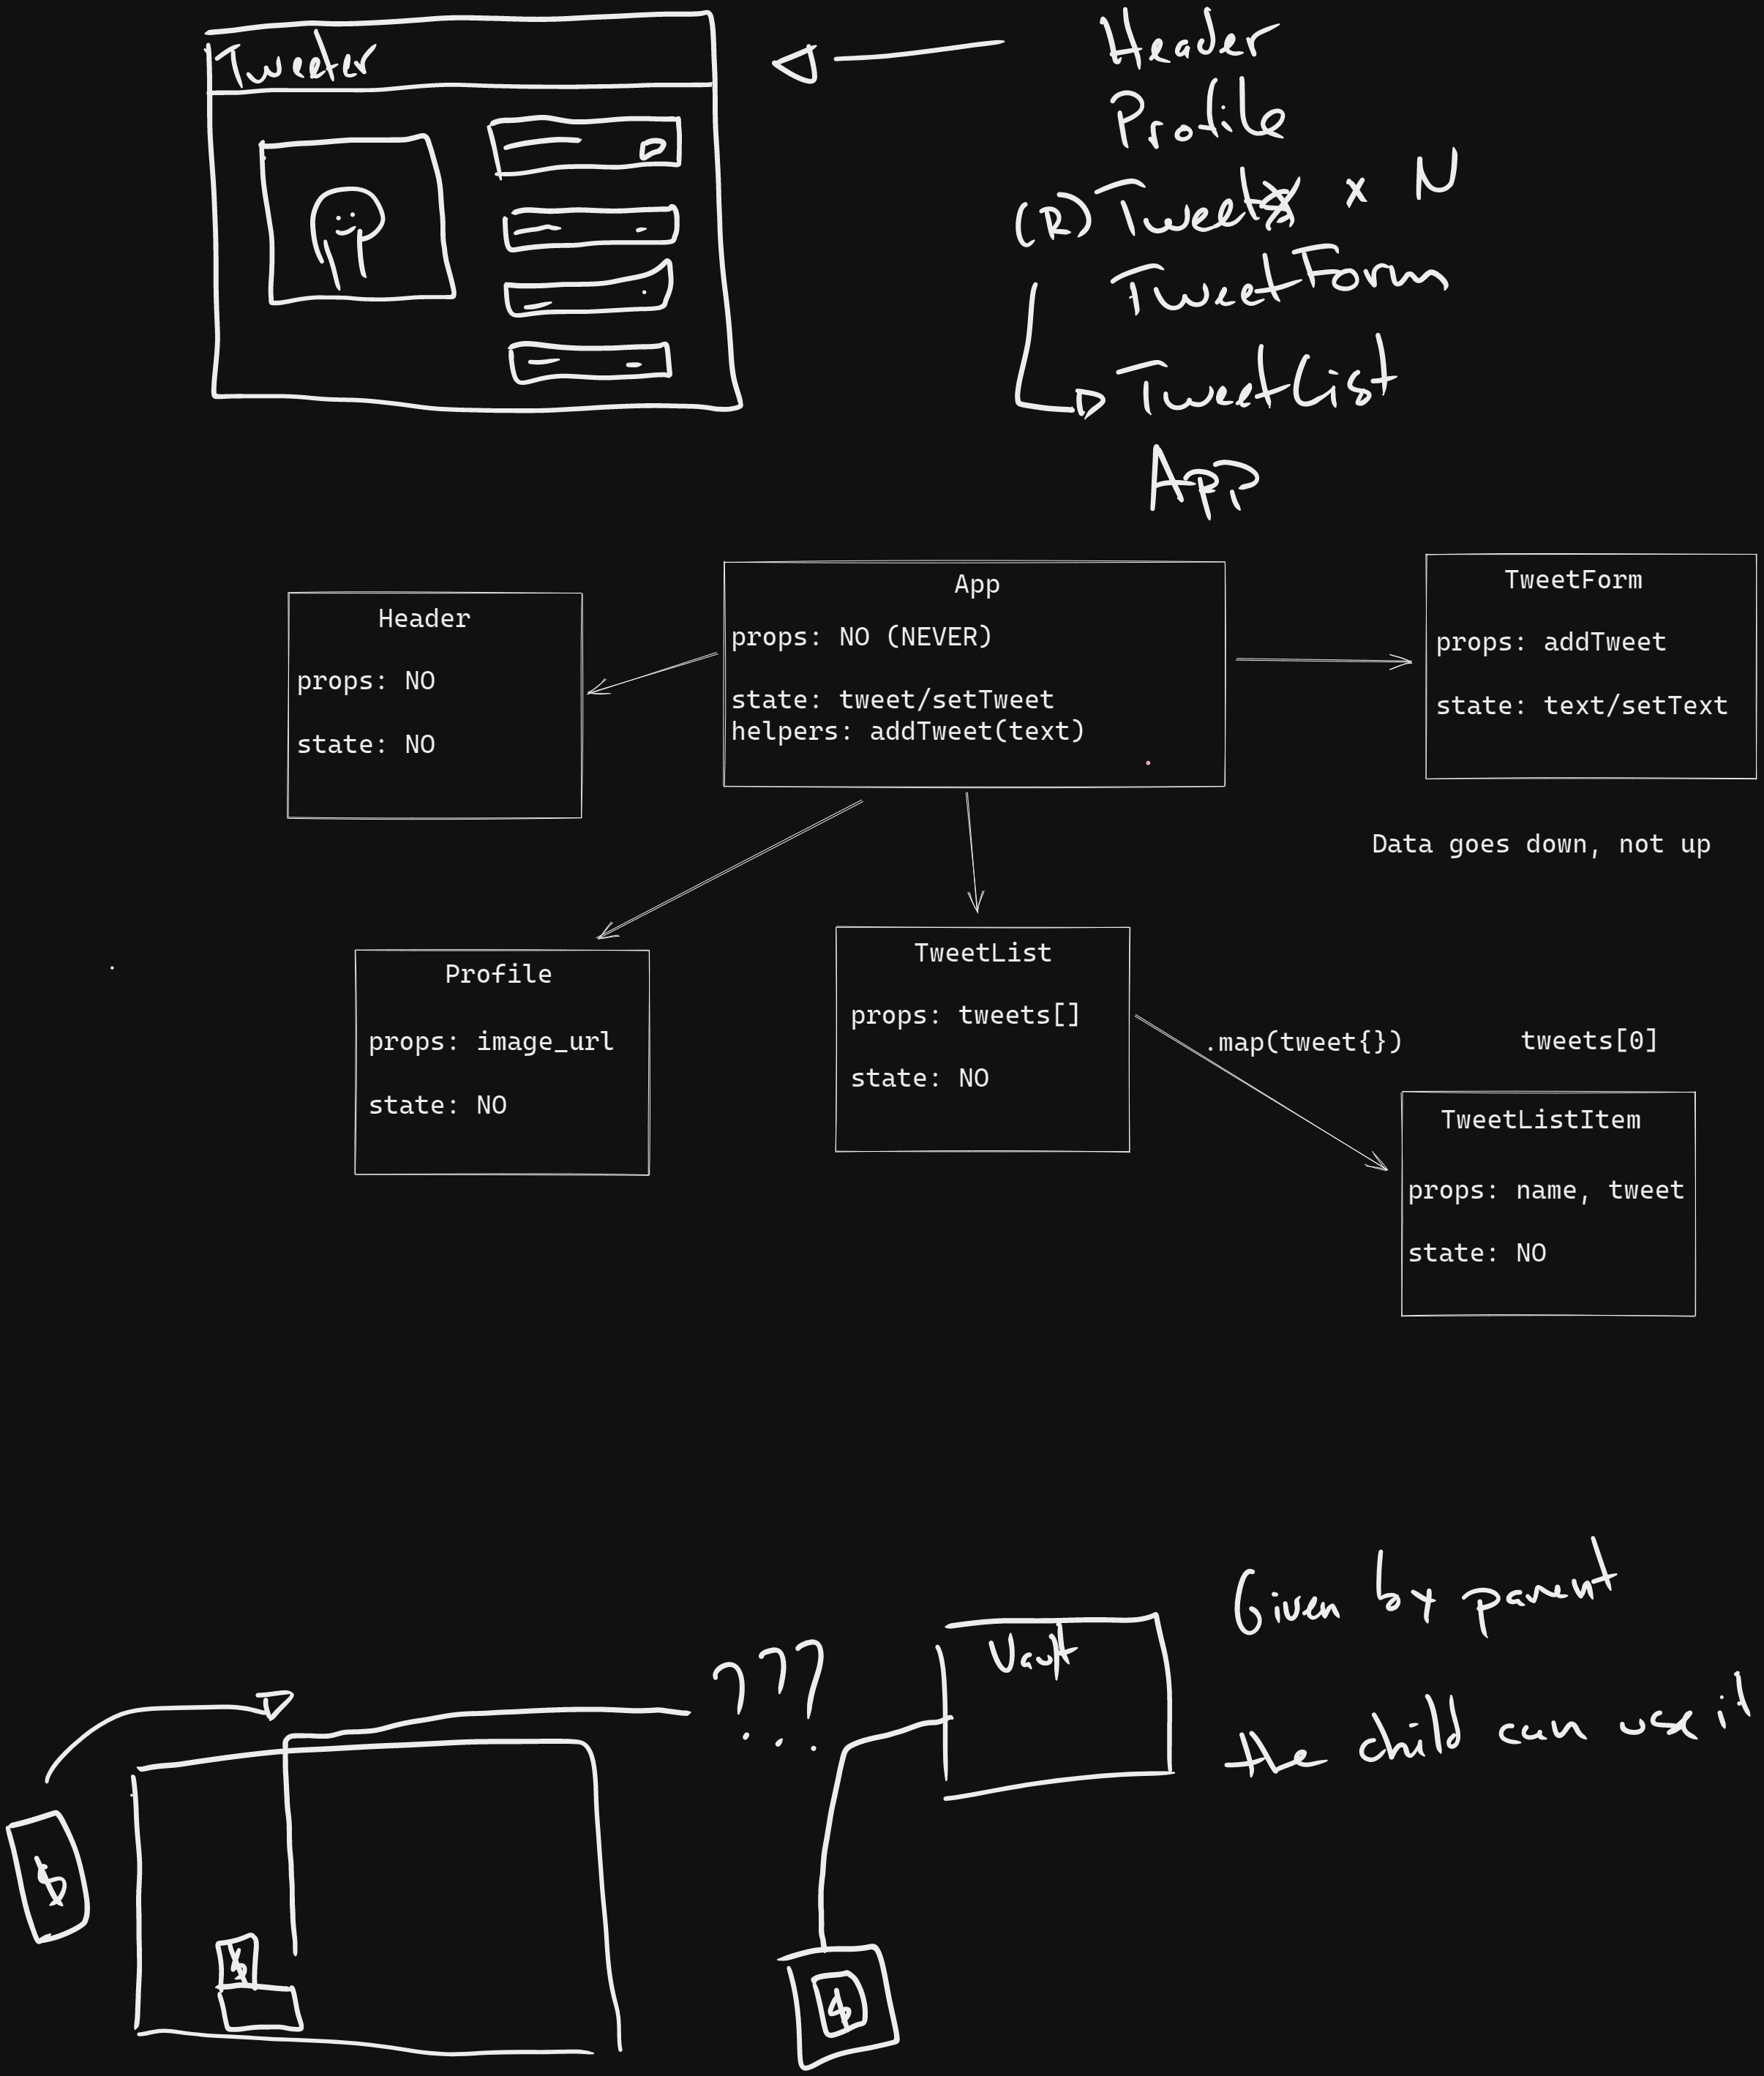 Tweeter
Header
Profile
(R) Tweet x N
TweetForm
TweetList
App
Header
props: NO
state: NO
App
props: NO (NEVER)
state: tweet/setTweet
helpers: addTweet(text)
TweetForm
props: addTweet
state: text/setText
Data goes down, not up
Profile
props: image_url
state: NO
TweetList
props: tweets[]
state: NO
.map(tweet{})
tweets[0]
TweetListItem
props: name, tweet
state: NO
Given by parent
the child can use it
???
Vault
$
$
$